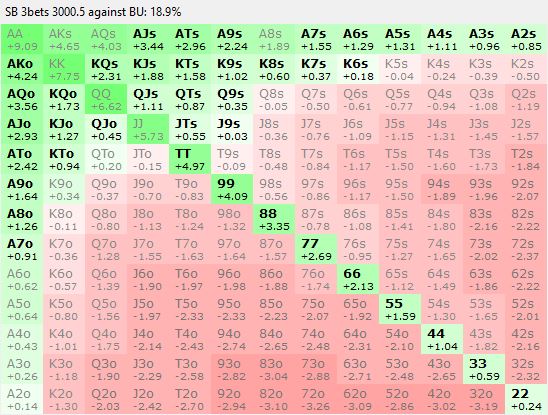 SB 3bets 3000.5 against BU: 18.9%
AA AKs AQs AJs ATs A9s A8s A7s A6s A5s A4s A3s A2s
+9.09 +4.65 +4.03 +3.44 +2.96 +2.24 +1.89 +1.55 +1.29 +1.31 +1.11 +0.96 +0.85
AKo KK KQs KJs KTs K9s K8s K7s K6s K5s K4s K3s K2s
+4.24 +7.75 +2.31 +1.88 +1.58 +1.02 +0.60 +0.37 +0.18 -0.04 -0.24 -0.39 -0.50
AQo KQo QQ QJs QTs Q9s Q8s Q7s Q6s Q5s Q4s Q3s Q2s
+3.56 +1.73 +6.62 +1.11 +0.87 +0.35 -0.05 -0.50 -0.61 -0.77 -0.94 -1.08 -1.19
AJo KJo QJo JJ JTs J9s J8s J7s J6s J5s J4s J3s J2s
+2.93 +1.27 +0.45 +5.73 +0.55 +0.03 -0.36 -0.76 -1.09 -1.15 -1.31 -1.45 -1.57
ATo KTo QTo JTo TT T9s T8s T7s T6s T5s T4s T3s T2s
+2.42 +0.94 +0.20 -0.15 +4.97 -0.09 -0.48 -0.84 -1.17 -1.50 -1.60 -1.73 -1.84
A9o K9o Q9o J9o T9o 99 98s 97s 96s 95s 94s 93s 92s
+1.64 +0.34 -0.37 -0.70 -0.83 +4.09 -0.56 -0.86 -1.17 -1.50 -1.89 -1.96 -2.07
A8o K8o Q8o J8o T8o 98o 88 87s 86s 85s 84s 83s 82s
+1.26 -0.11 -0.80 -1.13 -1.24 -1.32 +3.35 -0.78 -1.08 -1.41 -1.80 -2.16 -2.22
A7o K7o Q7o J7o T7o 97o 87o 77 76s 75s 74s 73s 72s
+0.91 -0.36 -1.28 -1.55 -1.63 -1.64 -1.57 +2.69 -0.95 -1.27 -1.65 -2.02 -2.37
A6o K6o Q6o J6o T6o 96o 86o 76o 66 65s 64s 63s 62s
+0.62 -0.57 -1.39 -1.90 -1.97 -1.98 -1.88 -1.74 +2.13 -1.12 -1.49 -1.86 -2.22
A5o K5o Q5o J5o T5o 95o 85o 75o 65o 55 54s 53s 52s
+0.64 -0.80 -1.56 -1.97 -2.33 -2.33 -2.23 -2.07 -1.92 +1.59 -1.30 -1.65 -2.01
A4o K4o Q4o J4o T4o 94o 84o 74o 64o 54o 44 43s 42s
+0.43 -1.01 -1.75 -2.14 -2.43 -2.74 -2.65 -2.48 -2.31 -2.10 +1.04 -1.82 -2.16
A3o K3o Q3o J3o T3o 93o 83o 73o 63o 53o 43o 33 32s
+0.26 -1.18 -1.90 -2.29 -2.58 -2.82 -3.04 -2.88 -2.71 -2.48 -2.65 +0.59 -2.32
A2o K2o Q2o J2o T2o 92o 82o 72o 62o 52o 42o 32o 22
+0.14 -1.30 -2.03 -2.42 -2.70 -2.94 -3.10 -3.26 -3.09 -2.86 -3.02 -3.19 +0.24